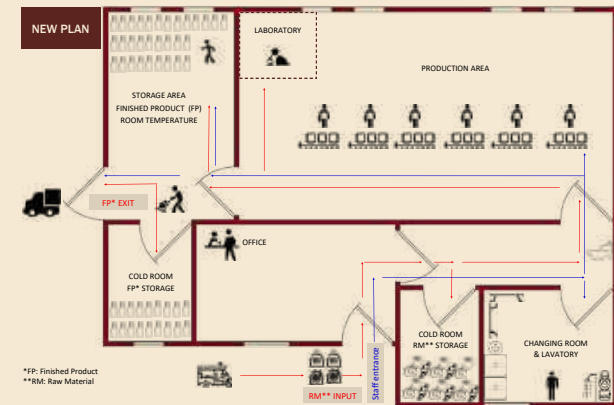 NEW PLAN
LABORATORY
PRODUCTION AREA
STORAGE AREA
FINISHED PRODUCT (FP)
ROOM TEMPERATURE
FP* EXIT
OFFICE
COLD ROOM
FP* STORAGE
COLD ROOM
RM** STORAGE
CHANGING ROOM
& LAVATORY
Staff entrance
RM** INPUT
*FP: Finished Product
**RM: Raw Material